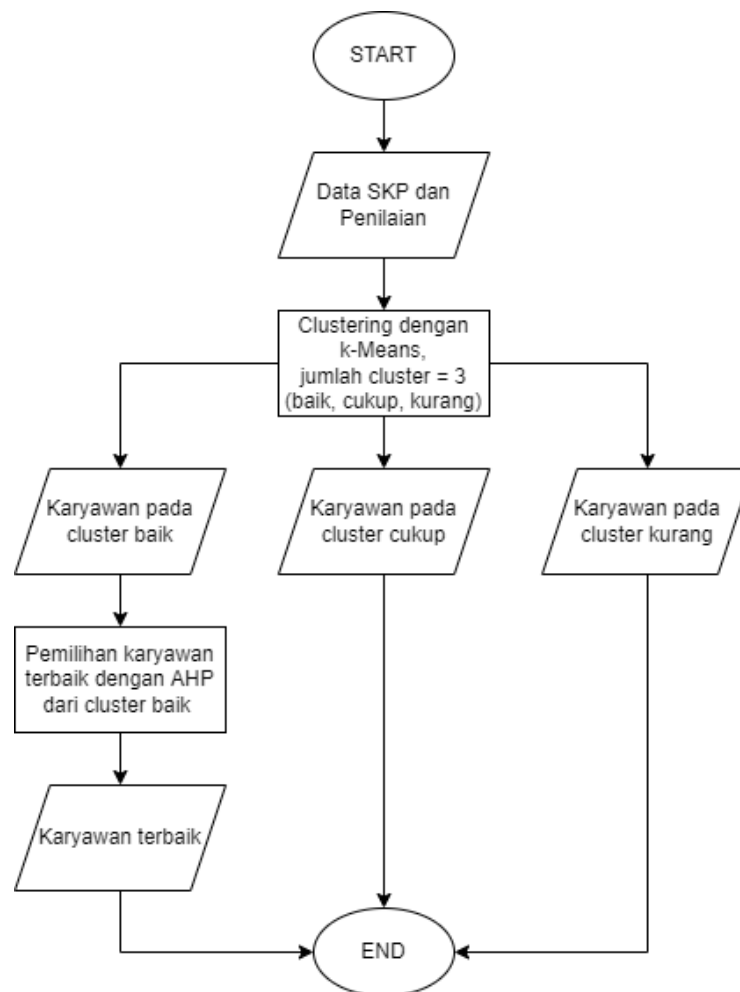 START
Data SKP dan
Penilaian
Clustering dengan
k-Means,
jumlah cluster = 3
(baik, cukup, kurang)
Karyawan pada
cluster baik
Karyawan pada
cluster cukup
Karyawan pada
cluster kurang
Pemilihan karyawan
terbaik dengan AHP
dari cluster baik
Karyawan terbaik
END